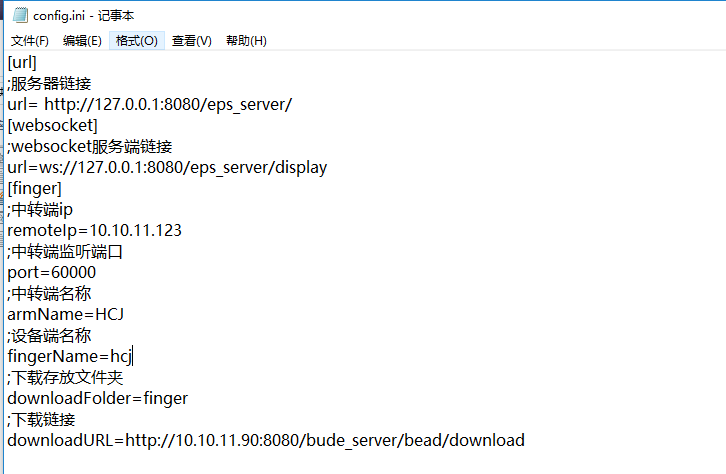 config.ini - 记事本
文件(F) 编辑(E) 格式(O) 查看(V) 帮助(H)
[url]
;服务器链接
url= http://127.0.0.1:8080/eps_server/
[websocket]
;websocket服务端链接
url=ws://127.0.0.1:8080/eps_server/display
[finger]
;中转端ip
remoteIp=10.10.11.123
;中转端监听端口
port=60000
;中转端名称
armName=HCJ
;设备端名称
fingerName=hcj
;下载存放文件夹
downloadFolder=finger
;下载链接
downloadURL=http://10.10.11.90:8080/bude_server/bead/download